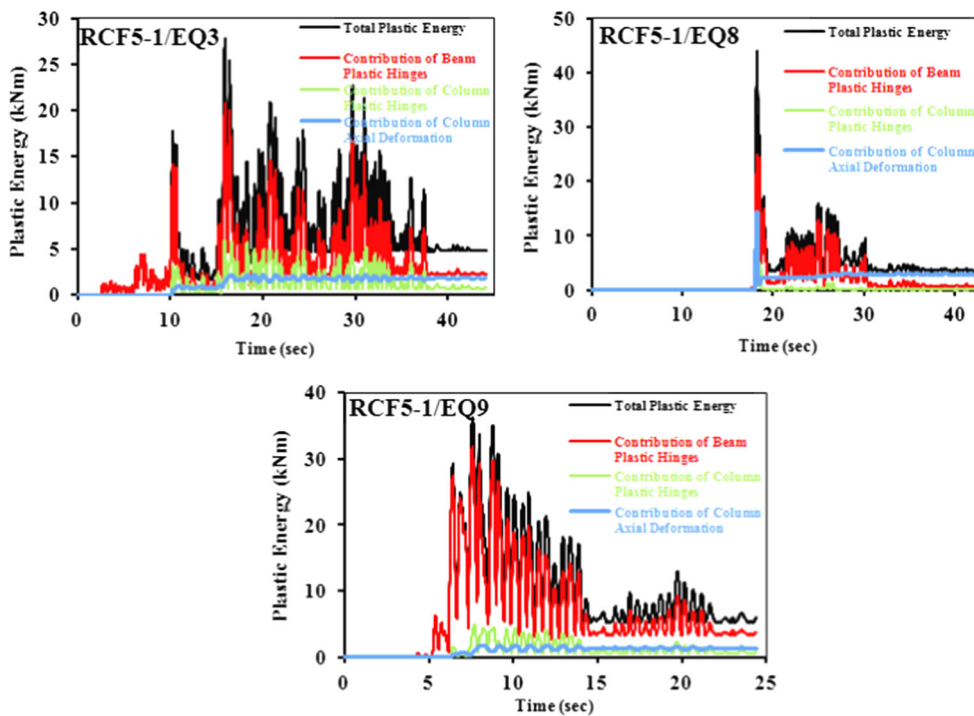 RCF5-1/EQ3
Total Plastic Energy
Contribution of Beam
Plastic Hinges
Contribution of Column
Plastic Hinges
Contribution of Column
Axial Deformation
Plastic Energy (kNm)
30
25
20
15
10
5
0
0 10 20 30 40
Time (sec)
RCF5-1/EQ8
Total Plastic Energy
Contribution of Beam
Plastic Hinges
Contribution of Column
Plastic Hinges
Contribution of Column
Axial Deformation
Plastic Energy (kNm)
50
40
30
20
10
0
0 10 20 30 40
Time (sec)
RCF5-1/EQ9
Total Plastic Energy
Contribution of Beam
Plastic Hinges
Contribution of Column
Plastic Hinges
Contribution of Column
Axial Deformation
Plastic Energy (kNm)
40
30
20
10
0
0 5 10 15 20 25
Time (sec)